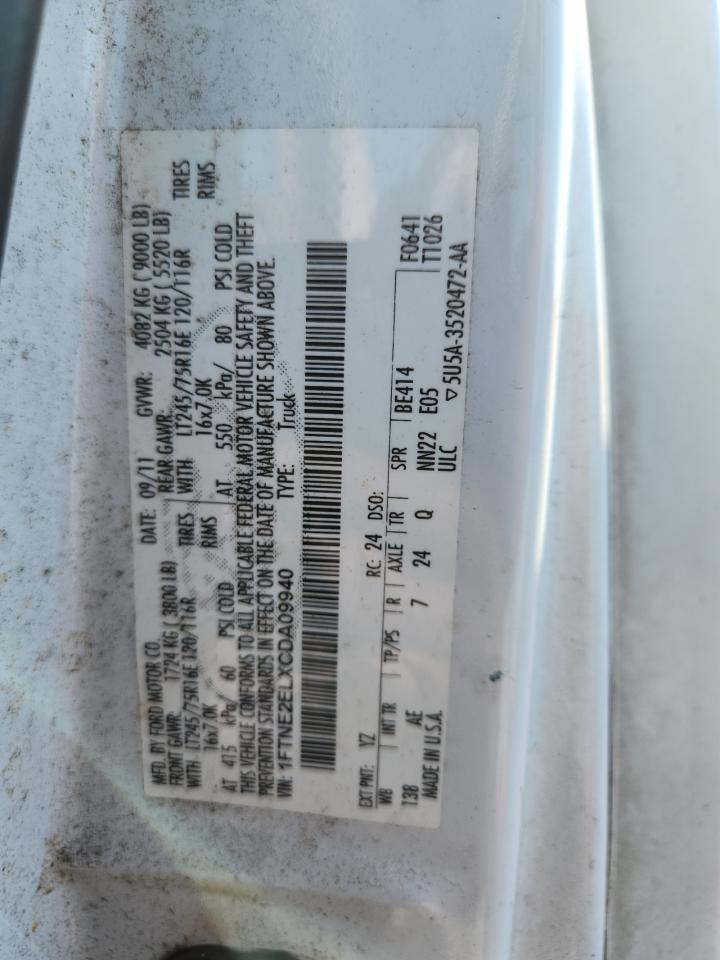 MFD. BY FORD MOTOR CO. DATE: 09/11 GVWR: 4082 KG ( 9000 LB)
FRONT GAWR: 1724 KG ( 3800 LB) REAR GAWR: 2504 KG ( 5520 LB)
WITH LT245/75R16E 120/116R TIRES WITH LT245/75R16E 120/116R TIRES
16x7.0K RIMS 16x7.0K RIMS
AT 415 kPa/ 60 PSI COLD AT 550 kPa/ 80 PSI COLD
THIS VEHICLE CONFORMS TO ALL APPLICABLE FEDERAL MOTOR VEHICLE SAFETY AND THEFT
PREVENTION STANDARDS IN EFFECT ON THE DATE OF MANUFACTURE SHOWN ABOVE.
VIN: 1FTNE2ELXCDA09940 TYPE: Truck
EXT PNT: YZ RC: 24 DSO: F0641
WB INT TR TP/PS R AXLE TR SPR BE414 T1026
138 AE 7 24 Q NN22 E05
MADE IN U.S.A. ULC ▽5U5A-3520472-AA